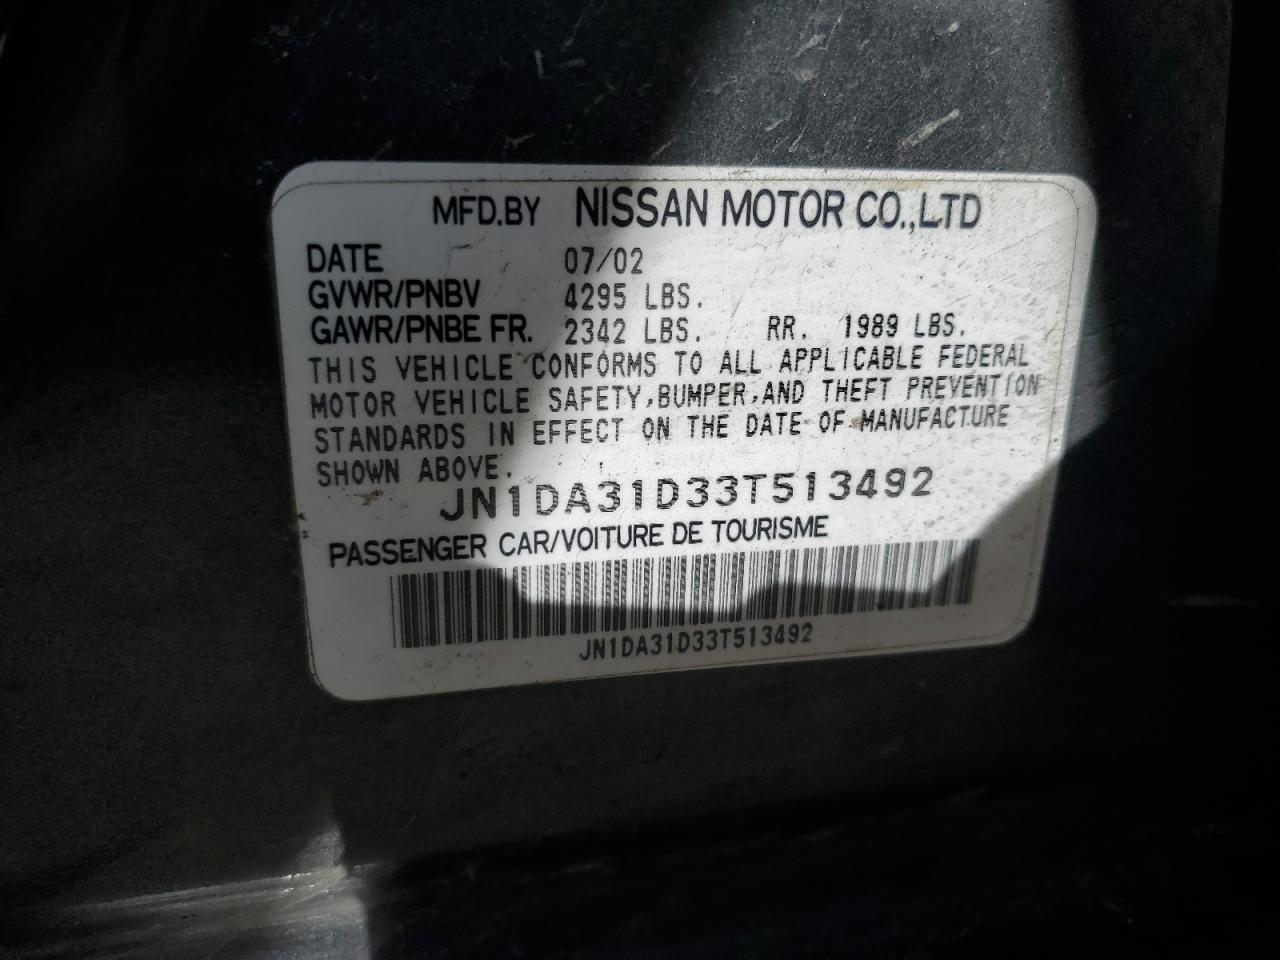 MFD.BY NISSAN MOTOR CO.,LTD
DATE 07/02
GVWR/PNBV 4295 LBS.
GAWR/PNBE FR. 2342 LBS. RR. 1989 LBS.
THIS VEHICLE CONFORMS TO ALL APPLICABLE FEDERAL
MOTOR VEHICLE SAFETY,BUMPER,AND THEFT PREVENTION
STANDARDS IN EFFECT ON THE DATE OF MANUFACTURE
SHOWN ABOVE.
JN1DA31D33T513492
PASSENGER CAR/VOITURE DE TOURISME
JN1DA31D33T513492